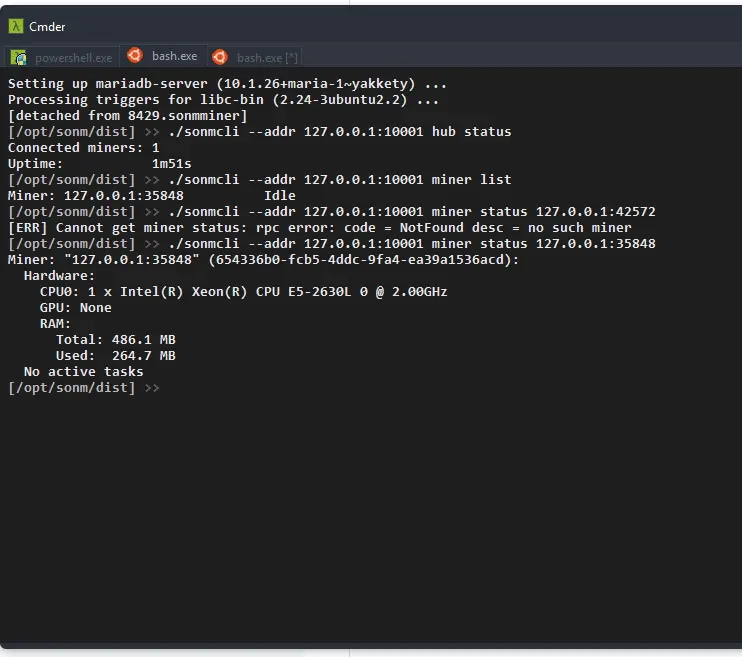 λ Cmder
powershell.exe bash.exe bash.exe [*]
Setting up mariadb-server (10.1.26+maria-1~yakkety) ...
Processing triggers for libc-bin (2.24-3ubuntu2.2) ...
[detached from 8429.sonmminer]
[/opt/sonm/dist] >> ./sonmcli --addr 127.0.0.1:10001 hub status
Connected miners: 1
Uptime:           1m51s
[/opt/sonm/dist] >> ./sonmcli --addr 127.0.0.1:10001 miner list
Miner: 127.0.0.1:35848          Idle
[/opt/sonm/dist] >> ./sonmcli --addr 127.0.0.1:10001 miner status 127.0.0.1:42572
[ERR] Cannot get miner status: rpc error: code = NotFound desc = no such miner
[/opt/sonm/dist] >> ./sonmcli --addr 127.0.0.1:10001 miner status 127.0.0.1:35848
Miner: "127.0.0.1:35848" (654336b0-fcb5-4ddc-9fa4-ea39a1536acd):
  Hardware:
    CPU0: 1 x Intel(R) Xeon(R) CPU E5-2630L 0 @ 2.00GHz
    GPU: None
    RAM:
      Total: 486.1 MB
      Used:  264.7 MB
  No active tasks
[/opt/sonm/dist] >>